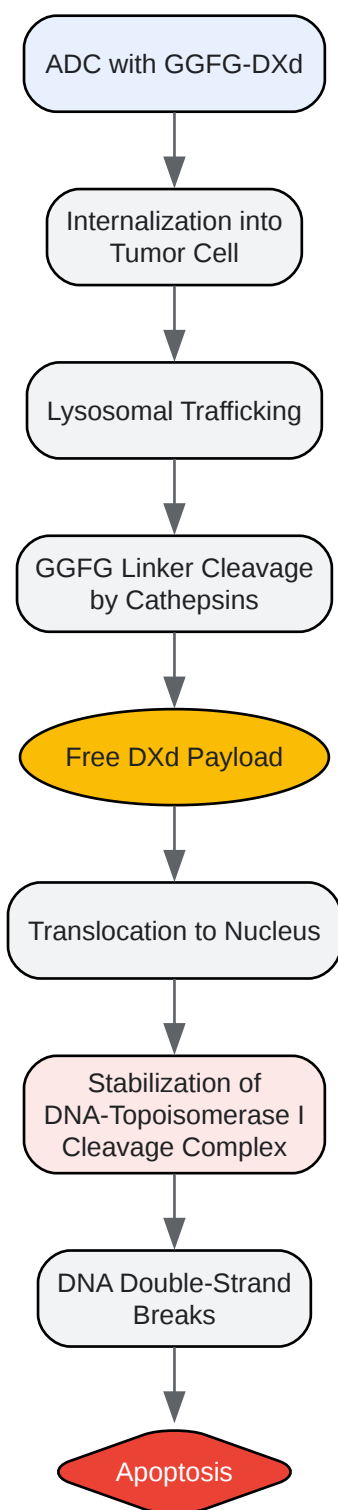 ADC with GGFG-DXd
Internalization into
Tumor Cell
Lysosomal Trafficking
GGFG Linker Cleavage
by Cathepsins
Free DXd Payload
Translocation to Nucleus
Stabilization of
DNA-Topoisomerase I
Cleavage Complex
DNA Double-Strand
Breaks
Apoptosis